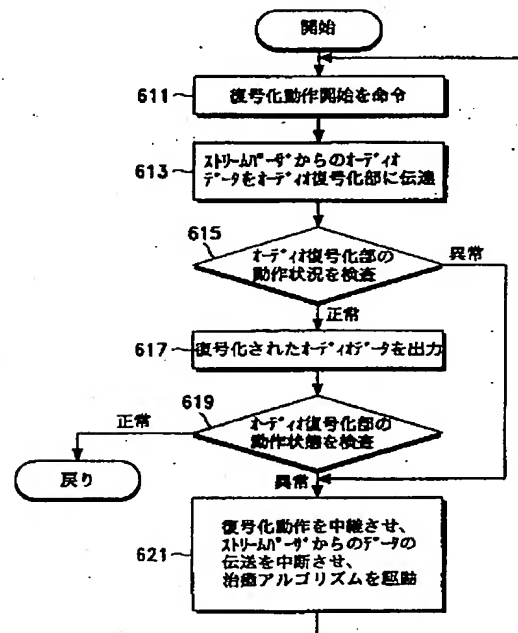 開始
611
復号化動作開始を命令
613
ｽﾄﾘｰﾑﾊﾟｰｻﾞからのｵｰﾃﾞｨｵ
ﾃﾞｰﾀをｵｰﾃﾞｨｵ復号化部に伝達
615
ｵｰﾃﾞｨｵ復号化部の
動作状況を検査
異常
正常
617
復号化されたｵｰﾃﾞｨｵﾃﾞｰﾀを出力
619
ｵｰﾃﾞｨｵ復号化部の
動作状態を検査
正常
戻り
異常
621
復号化動作を中継させ、
ｽﾄﾘｰﾑﾊﾟｰｻﾞからのﾃﾞｰﾀの
伝送を中断させ、
治癒アルゴリズムを駆動